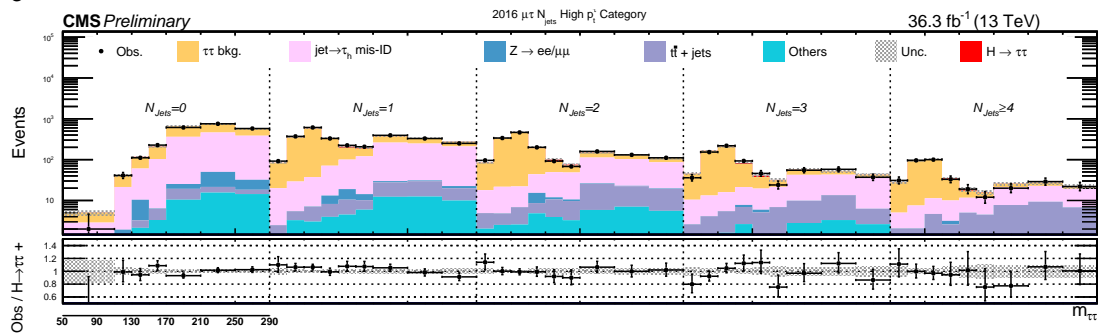 CMS Preliminary 2016 μτ N_jets High p_t^τ Category 36.3 fb⁻¹ (13 TeV)
10⁵
Obs. ττ bkg. jet→τ_h mis-ID Z → ee/μμ tt̄ + jets Others Unc. H → ττ
10⁴
N_Jets=0 N_Jets=1 N_Jets=2 N_Jets=3 N_Jets≥4
10³
Events
10²
10
1.4
1.2
1
0.8
0.6
Obs / H→ττ +
50 90 130 170 210 250 290
m_ττ